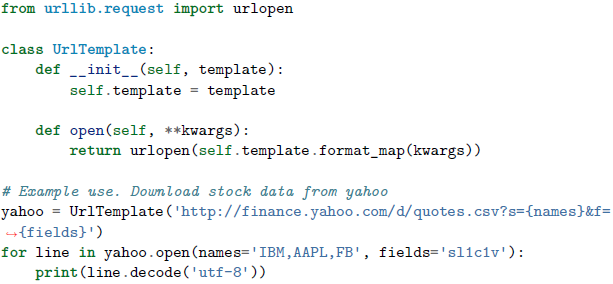 from urllib.request import urlopen
class UrlTemplate:
    def __init__(self, template):
        self.template = template
    def open(self, **kwargs):
        return urlopen(self.template.format_map(kwargs))
# Example use. Download stock data from yahoo
yahoo = UrlTemplate('http://finance.yahoo.com/d/quotes.csv?s={names}&f=
↪{fields}')
for line in yahoo.open(names='IBM,AAPL,FB', fields='sl1c1v'):
    print(line.decode('utf-8'))